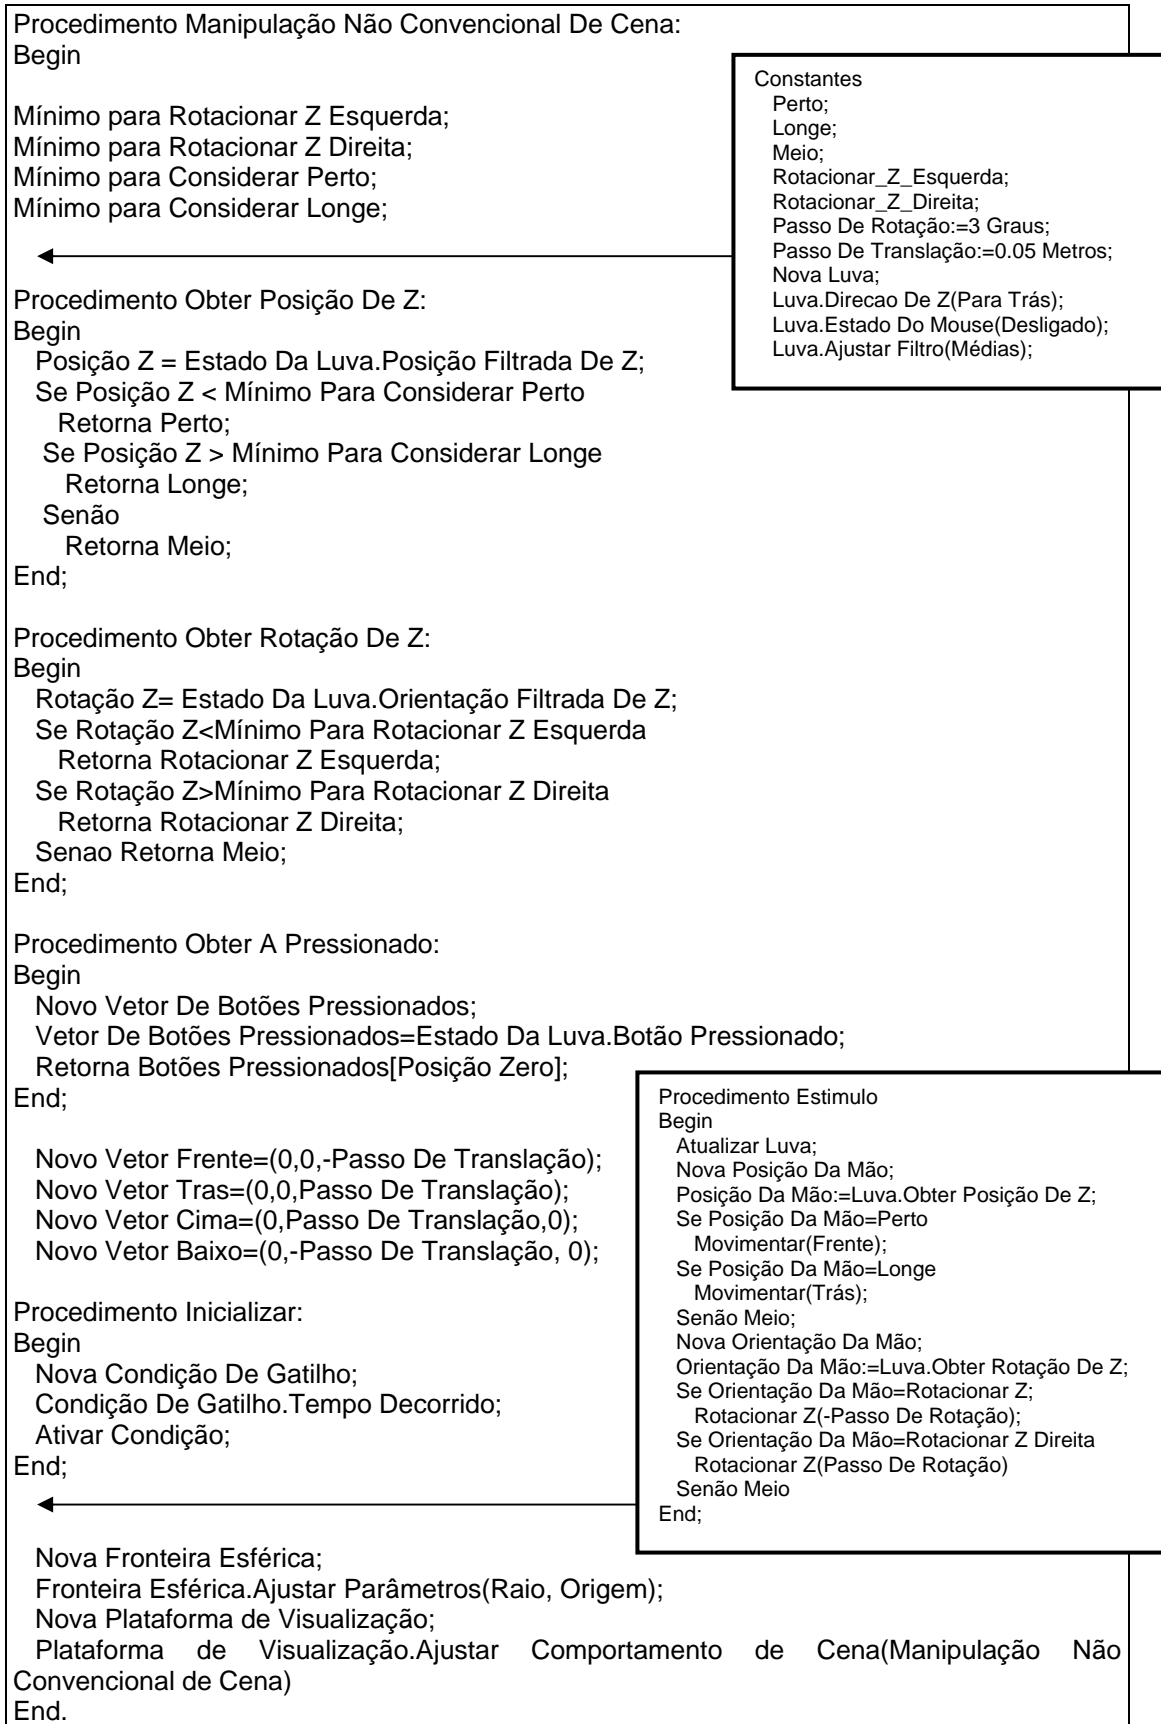 Procedimento Manipulação Não Convencional De Cena:
Begin
Mínimo para Rotacionar Z Esquerda;
Mínimo para Rotacionar Z Direita;
Mínimo para Considerar Perto;
Mínimo para Considerar Longe;
Constantes
Perto;
Longe;
Meio;
Rotacionar_Z_Esquerda;
Rotacionar_Z_Direita;
Passo De Rotação:=3 Graus;
Passo De Translação:=0.05 Metros;
Nova Luva;
Luva.Direcao De Z(Para Trás);
Luva.Estado Do Mouse(Desligado);
Luva.Ajustar Filtro(Médias);
Procedimento Obter Posição De Z:
Begin
Posição Z = Estado Da Luva.Posição Filtrada De Z;
Se Posição Z < Mínimo Para Considerar Perto
Retorna Perto;
Se Posição Z > Mínimo Para Considerar Longe
Retorna Longe;
Senão
Retorna Meio;
End;
Procedimento Obter Rotação De Z:
Begin
Rotação Z= Estado Da Luva.Orientação Filtrada De Z;
Se Rotação Z<Mínimo Para Rotacionar Z Esquerda
Retorna Rotacionar Z Esquerda;
Se Rotação Z>Mínimo Para Rotacionar Z Direita
Retorna Rotacionar Z Direita;
Senao Retorna Meio;
End;
Procedimento Obter A Pressionado:
Begin
Novo Vetor De Botões Pressionados;
Vetor De Botões Pressionados=Estado Da Luva.Botão Pressionado;
Retorna Botões Pressionados[Posição Zero];
End;
Novo Vetor Frente=(0,0,-Passo De Translação);
Novo Vetor Tras=(0,0,Passo De Translação);
Novo Vetor Cima=(0,Passo De Translação,0);
Novo Vetor Baixo=(0,-Passo De Translação, 0);
Procedimento Inicializar:
Begin
Nova Condição De Gatilho;
Condição De Gatilho.Tempo Decorrido;
Ativar Condição;
End;
Procedimento Estimulo
Begin
Atualizar Luva;
Nova Posição Da Mão;
Posição Da Mão:=Luva.Obter Posição De Z;
Se Posição Da Mão=Perto
Movimentar(Frente);
Se Posição Da Mão=Longe
Movimentar(Trás);
Senão Meio;
Nova Orientação Da Mão;
Orientação Da Mão:=Luva.Obter Rotação De Z;
Se Orientação Da Mão=Rotacionar Z;
Rotacionar Z(-Passo De Rotação);
Se Orientação Da Mão=Rotacionar Z Direita
Rotacionar Z(Passo De Rotação)
Senão Meio
End;
Nova Fronteira Esférica;
Fronteira Esférica.Ajustar Parâmetros(Raio, Origem);
Nova Plataforma de Visualização;
Plataforma de Visualização.Ajustar Comportamento de Cena(Manipulação Não
Convencional de Cena)
End.